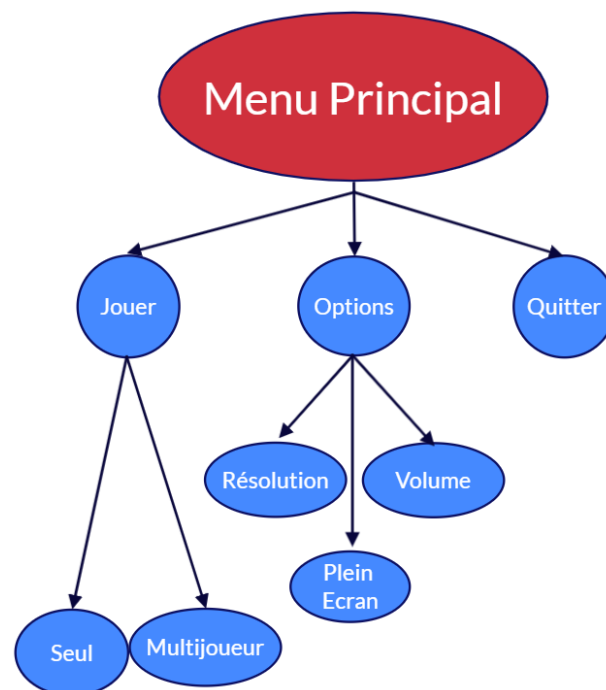 Menu Principal
Jouer
Options
Quitter
Résolution
Volume
Plein
Ecran
Seul
Multijoueur